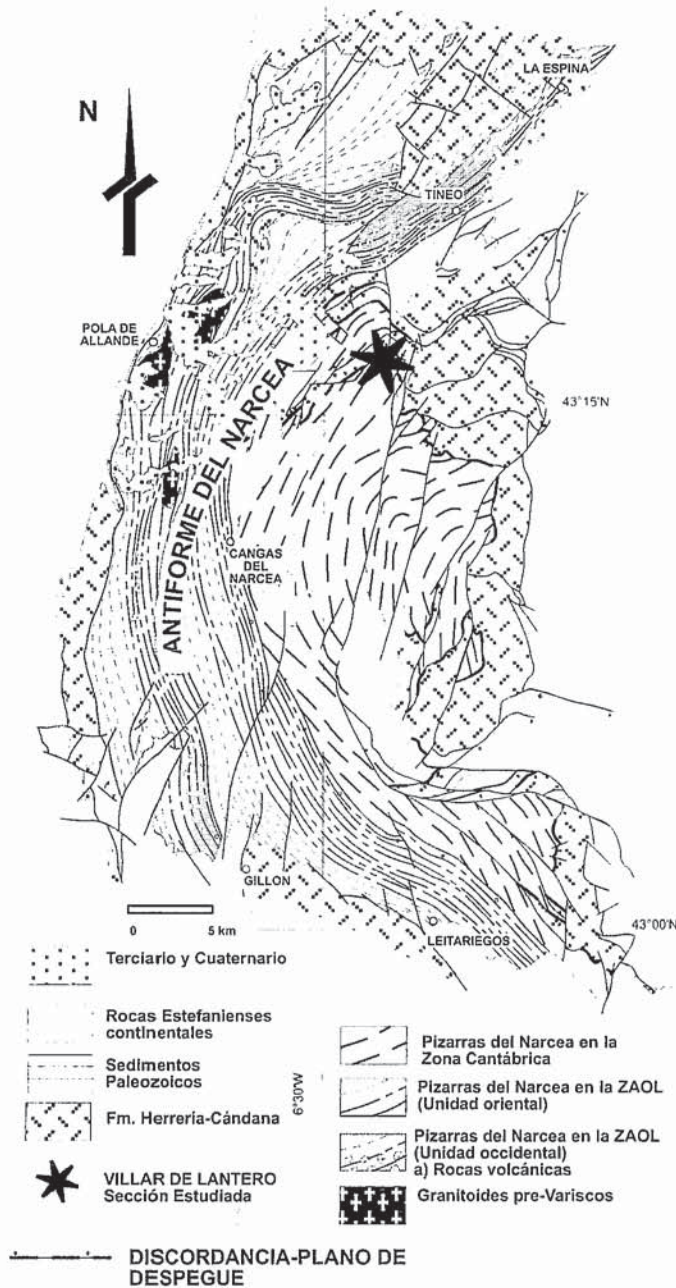 LA ESPINA
N
TINEO
POLA DE
ALLANDE
43°15'N
ANTIFORME DEL NARCEA
CANGAS
DEL
NARCEA
GILLON
0 5 km
LEITARIEGOS
43°00'N
Terciario y Cuaternario
Rocas Estefanienses
continentales
Sedimentos
Paleozoicos
Fm. Herrería-Cándana
VILLAR DE LANTERO
Sección Estudiada
6°30'W
Pizarras del Narcea en la
Zona Cantábrica
Pizarras del Narcea en la ZAOL
(Unidad oriental)
Pizarras del Narcea en la ZAOL
(Unidad occidental)
a) Rocas volcánicas
Granitoides pre-Variscos
DISCORDANCIA-PLANO DE
DESPEGUE